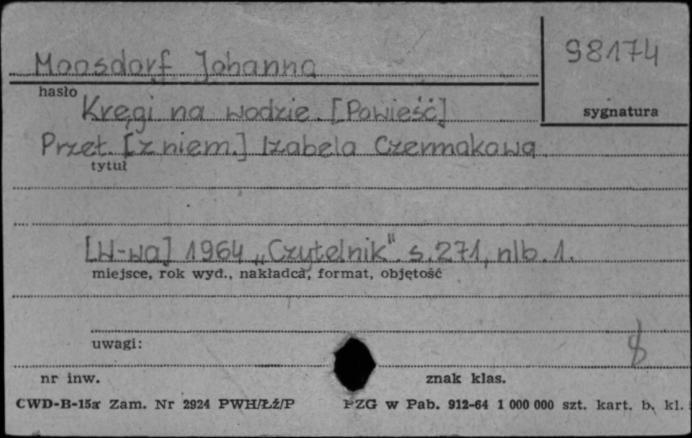 98174
Moosdorf Johanna
hasło
sygnatura
Kręgi na wodzie. [Powieść]
Przeł. [z niem.] Izabela Czermakowa.
tytuł
[W-wa] 1964 „Czytelnik". s. 271, nlb. 1.
miejsce, rok wyd., nakładca, format, objętość
uwagi:
nr inw.
znak klas.
CWD-B-15a Zam. Nr 2924 PWH/Łź/P PZG w Pab. 912-64 1 000 000 szt. kart. b. kl.